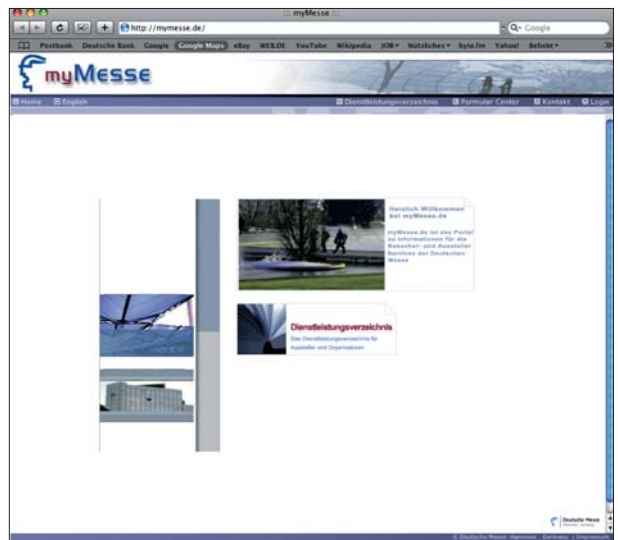 ::: myMesse :::
http://mymesse.de/
Google
Postbank Deutsche Bank Google Google Maps eBay WEB.DE YouTube Wikipedia JOB Nützliches byte.fm Yahoo! Beliebt
myMesse
Home English Dienstleistungsverzeichnis Formular Center Kontakt Login
Herzlich Willkommen
bei myMesse.de
myMesse.de ist das Portal
zu Informationen für die
Besucher- und Aussteller
Services der Deutschen
Messe
Dienstleistungsverzeichnis
Das Dienstleistungsverzeichnis für
Aussteller und Organisatoren
Deutsche Messe
© Deutsche Messe Hannover Germany | Impressum